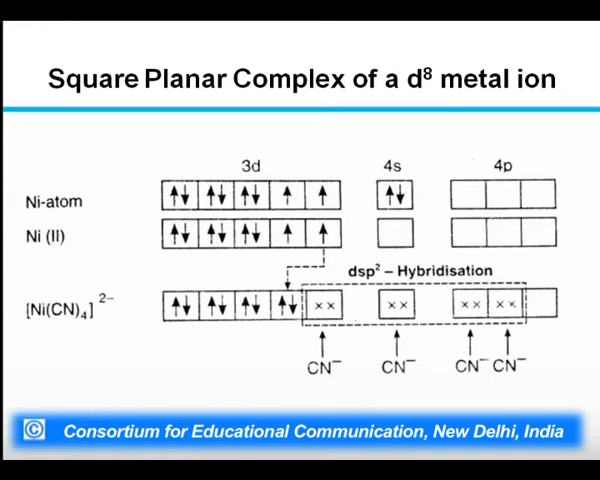 Square Planar Complex of a d⁸ metal ion
3d 4s 4p
Ni-atom
Ni (II)
dsp² – Hybridisation
[Ni(CN)₄]²⁻
×× ×× ×× ××
CN⁻ CN⁻ CN⁻ CN⁻
© Consortium for Educational Communication, New Delhi, India